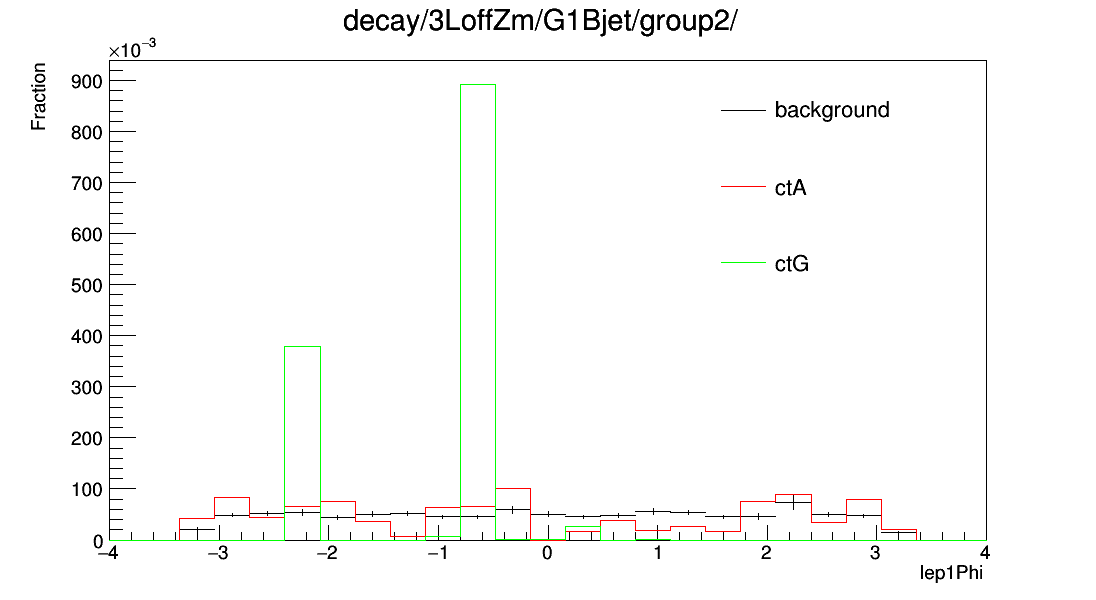 decay/3LoffZm/G1Bjet/group2/
×10⁻³
Fraction
900
800
700
600
500
400
300
200
100
0
background
ctA
ctG
−4 −3 −2 −1 0 1 2 3 4
lep1Phi